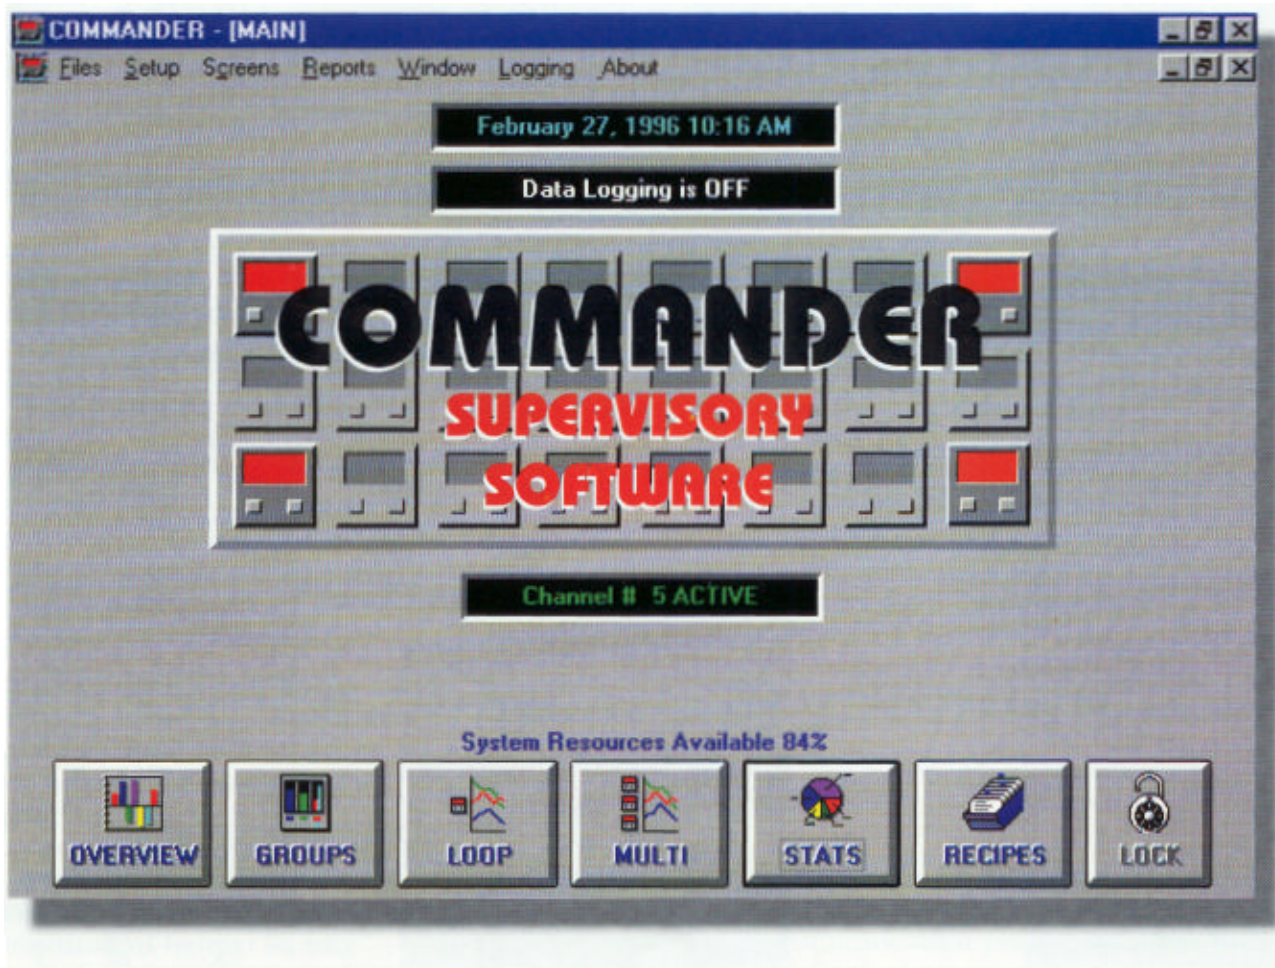 COMMANDER - [MAIN]
Files Setup Screens Reports Window Logging About
February 27, 1996 10:16 AM
Data Logging is OFF
COMMANDER
SUPERVISORY
SOFTWARE
Channel # 5 ACTIVE
System Resources Available 84%
OVERVIEW GROUPS LOOP MULTI STATS RECIPES LOCK